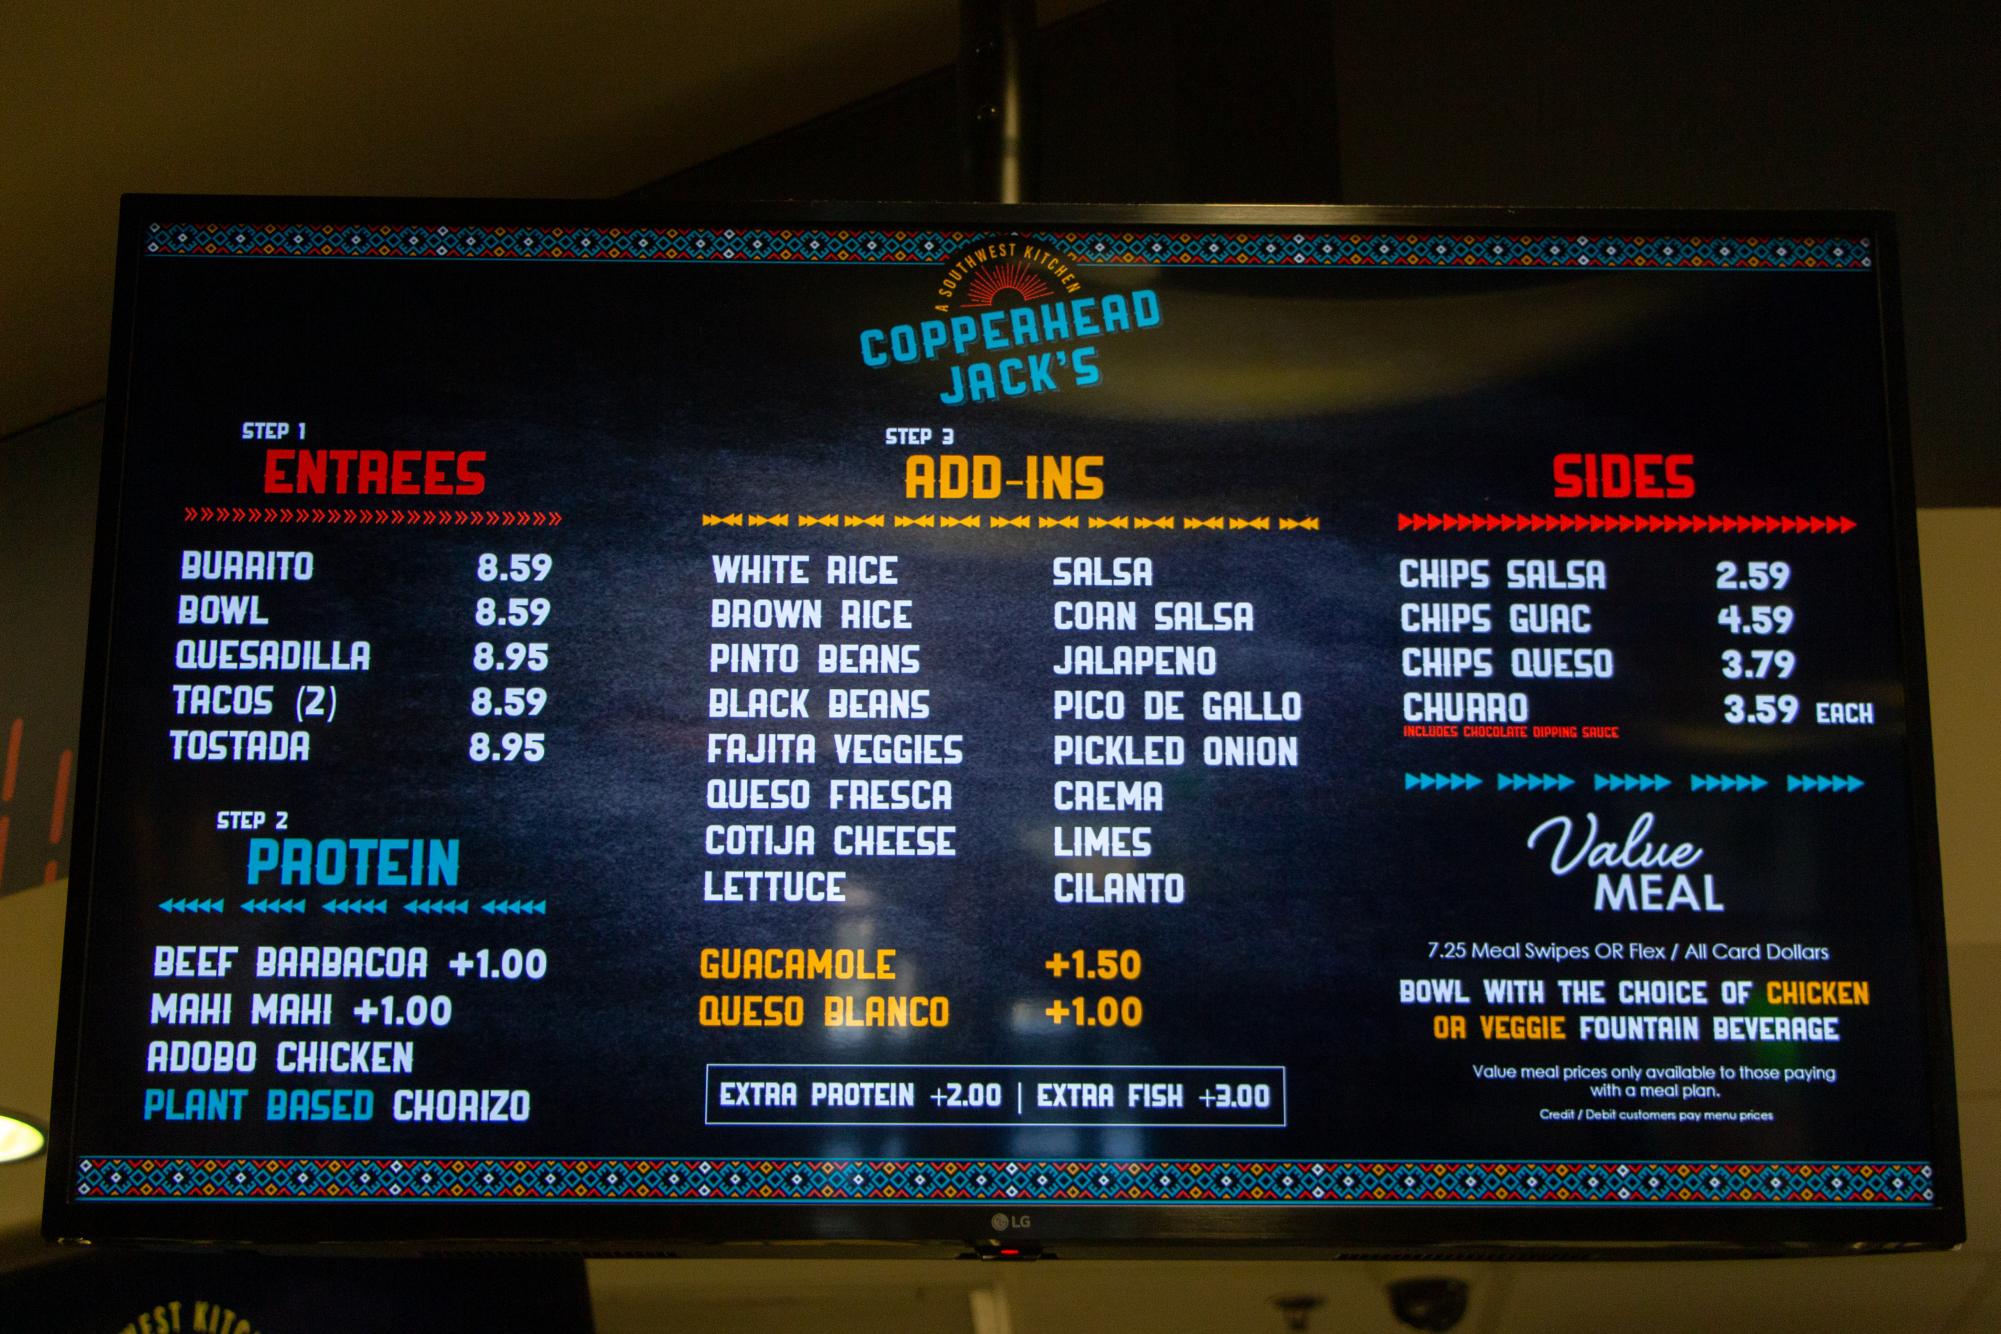 A SOUTHWEST KITCHEN
COPPERHEAD
JACK'S
STEP 1
ENTREES
BURRITO 8.59
BOWL 8.59
QUESADILLA 8.95
TACOS (2) 8.59
TOSTADA 8.95
STEP 2
PROTEIN
BEEF BARBACOA +1.00
MAHI MAHI +1.00
ADOBO CHICKEN
PLANT BASED CHORIZO
STEP 3
ADD-INS
WHITE RICE
BROWN RICE
PINTO BEANS
BLACK BEANS
FAJITA VEGGIES
QUESO FRESCA
COTIJA CHEESE
LETTUCE
SALSA
CORN SALSA
JALAPENO
PICO DE GALLO
PICKLED ONION
CREMA
LIMES
CILANTO
GUACAMOLE +1.50
QUESO BLANCO +1.00
EXTRA PROTEIN +2.00 | EXTRA FISH +3.00
SIDES
CHIPS SALSA 2.59
CHIPS GUAC 4.59
CHIPS QUESO 3.79
CHURRO 3.59 EACH
INCLUDES CHOCOLATE DIPPING SAUCE
Value
MEAL
7.25 Meal Swipes OR Flex / All Card Dollars
BOWL WITH THE CHOICE OF CHICKEN
OR VEGGIE FOUNTAIN BEVERAGE
Value meal prices only available to those paying
with a meal plan.
Credit / Debit customers pay menu prices
LG